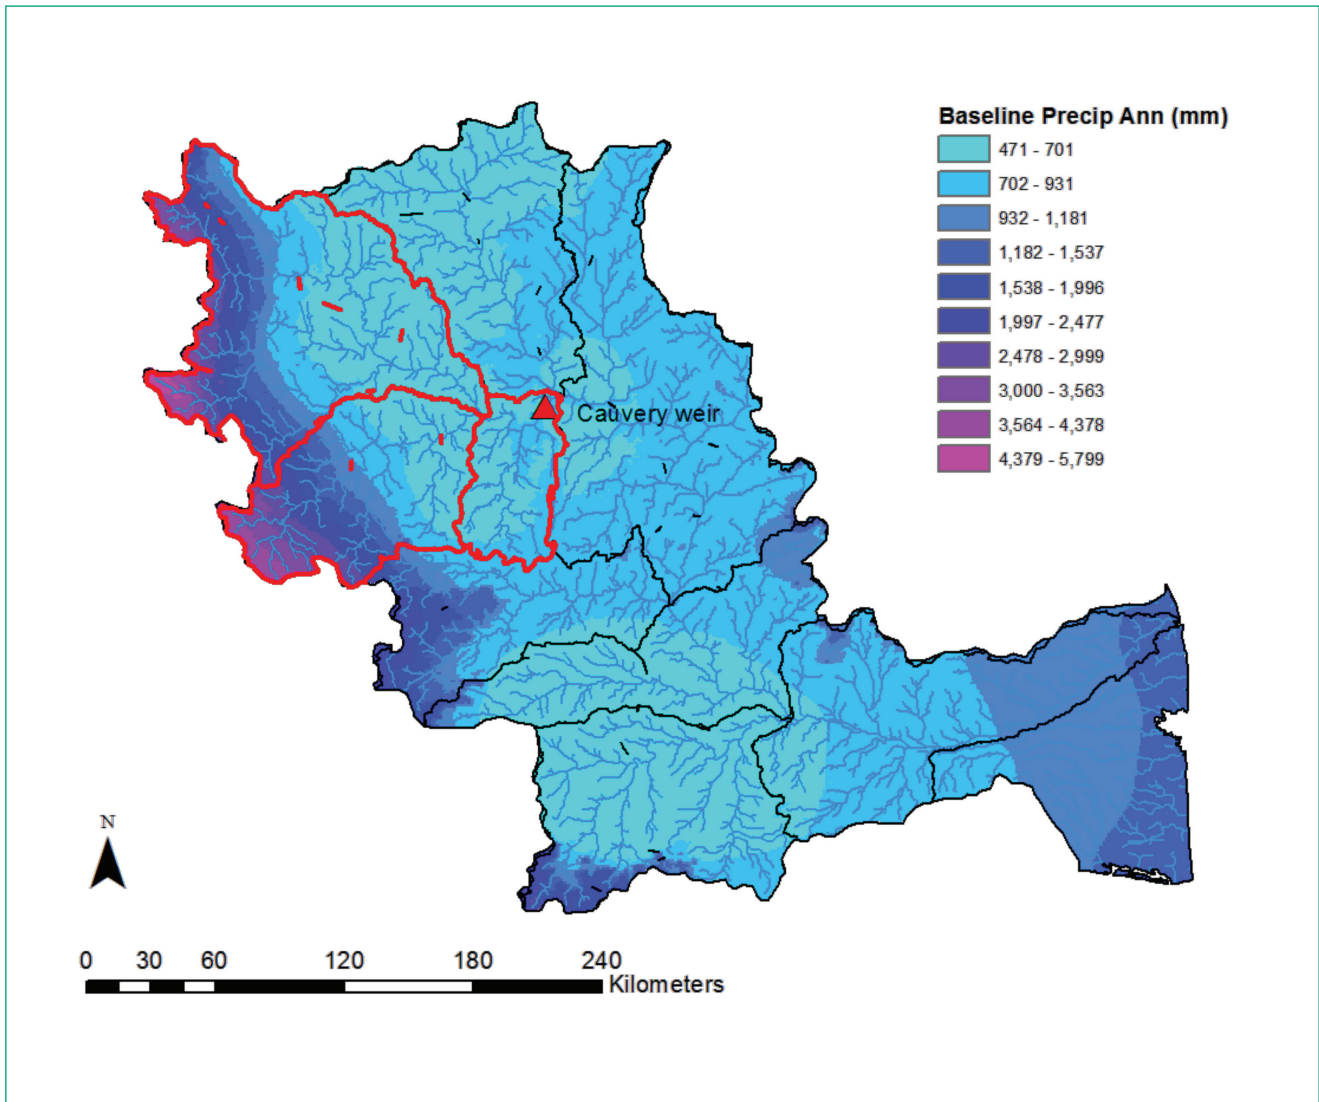 Baseline Precip Ann (mm)
471 - 701
702 - 931
932 - 1,181
1,182 - 1,537
1,538 - 1,996
1,997 - 2,477
2,478 - 2,999
3,000 - 3,563
3,564 - 4,378
4,379 - 5,799
Cauvery weir
N
0 30 60 120 180 240
Kilometers